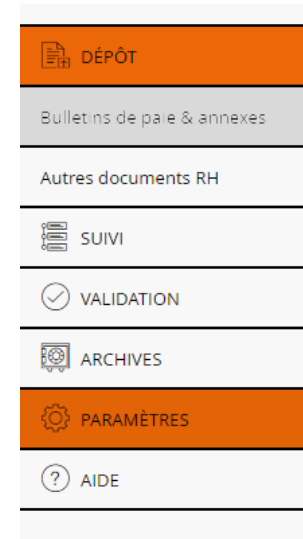 DÉPÔT
Bulletins de paie & annexes
Autres documents RH
SUIVI
VALIDATION
ARCHIVES
PARAMÈTRES
? AIDE